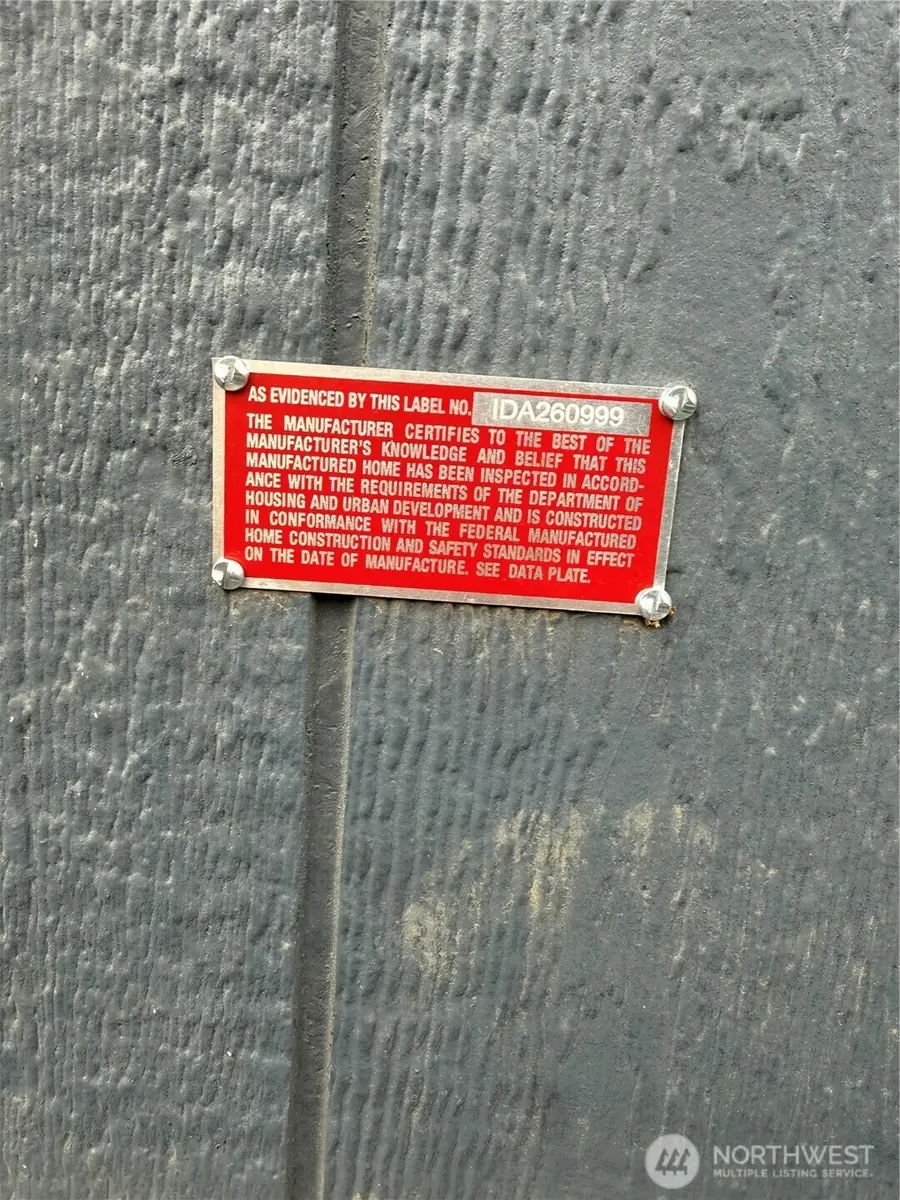 AS EVIDENCED BY THIS LABEL NO. IDA260999
THE MANUFACTURER CERTIFIES TO THE BEST OF THE
MANUFACTURER'S KNOWLEDGE AND BELIEF THAT THIS
MANUFACTURED HOME HAS BEEN INSPECTED IN ACCORD-
ANCE WITH THE REQUIREMENTS OF THE DEPARTMENT OF
HOUSING AND URBAN DEVELOPMENT AND IS CONSTRUCTED
IN CONFORMANCE WITH THE FEDERAL MANUFACTURED
HOME CONSTRUCTION AND SAFETY STANDARDS IN EFFECT
ON THE DATE OF MANUFACTURE. SEE DATA PLATE.
NORTHWEST
MULTIPLE LISTING SERVICE.